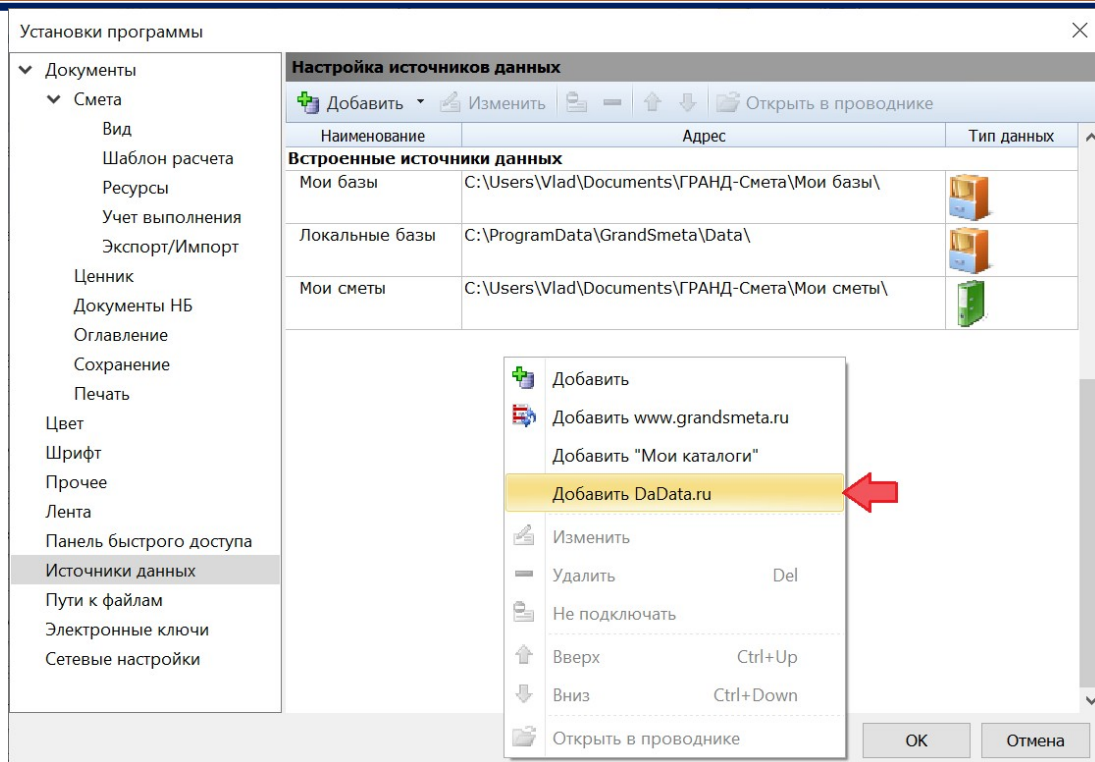 Установки программы
Документы
Смета
Вид
Шаблон расчета
Ресурсы
Учет выполнения
Экспорт/Импорт
Ценник
Документы НБ
Оглавление
Сохранение
Печать
Цвет
Шрифт
Прочее
Лента
Панель быстрого доступа
Источники данных
Пути к файлам
Электронные ключи
Сетевые настройки
Настройка источников данных
Добавить Изменить Открыть в проводнике
Наименование Адрес Тип данных
Встроенные источники данных
Мои базы C:\Users\Vlad\Documents\ГРАНД-Смета\Мои базы\
Локальные базы C:\ProgramData\GrandSmeta\Data\
Мои сметы C:\Users\Vlad\Documents\ГРАНД-Смета\Мои сметы\
Добавить
Добавить www.grandsmeta.ru
Добавить "Мои каталоги"
Добавить DaData.ru
Изменить
Удалить Del
Не подключать
Вверх Ctrl+Up
Вниз Ctrl+Down
Открыть в проводнике
ОК Отмена